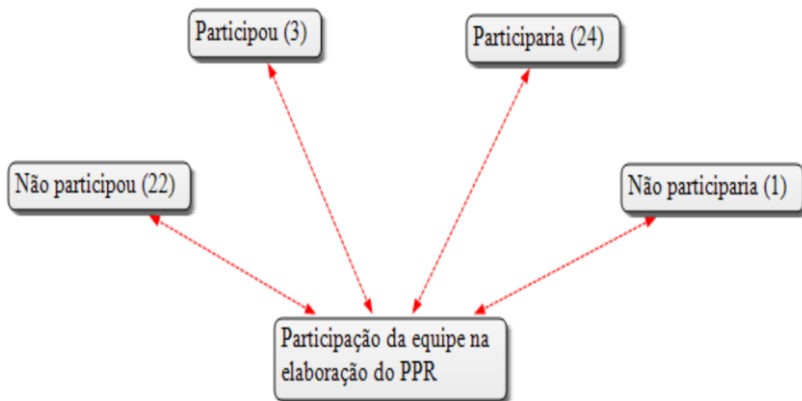 Participou (3)
Participaria (24)
Não participou (22)
Não participaria (1)
Participação da equipe na
elaboração do PPR